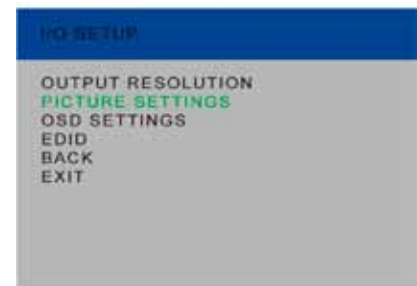 I/O SETUP
OUTPUT RESOLUTION
PICTURE SETTINGS
OSD SETTINGS
EDID
BACK
EXIT